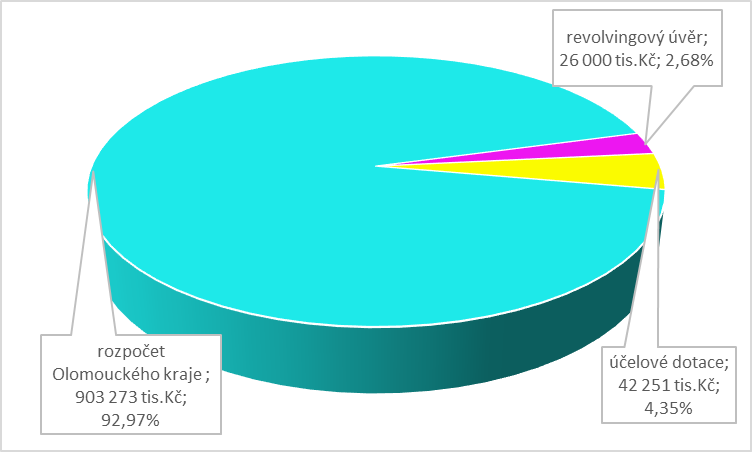 revolvingový úvěr;
26 000 tis.Kč; 2,68%
rozpočet
Olomouckého kraje ;
903 273 tis.Kč;
92,97%
účelové dotace;
42 251 tis.Kč;
4,35%